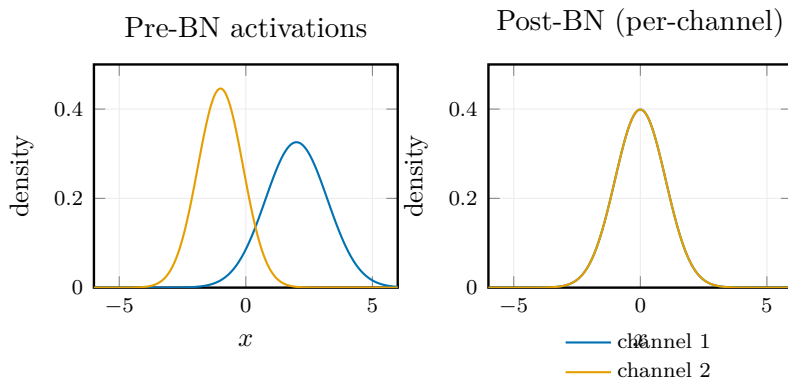 Pre-BN activations
0.4
0.2
0
density
−5
0
5
x
Post-BN (per-channel)
0.4
0.2
0
density
−5
0
5
x
channel 1
channel 2